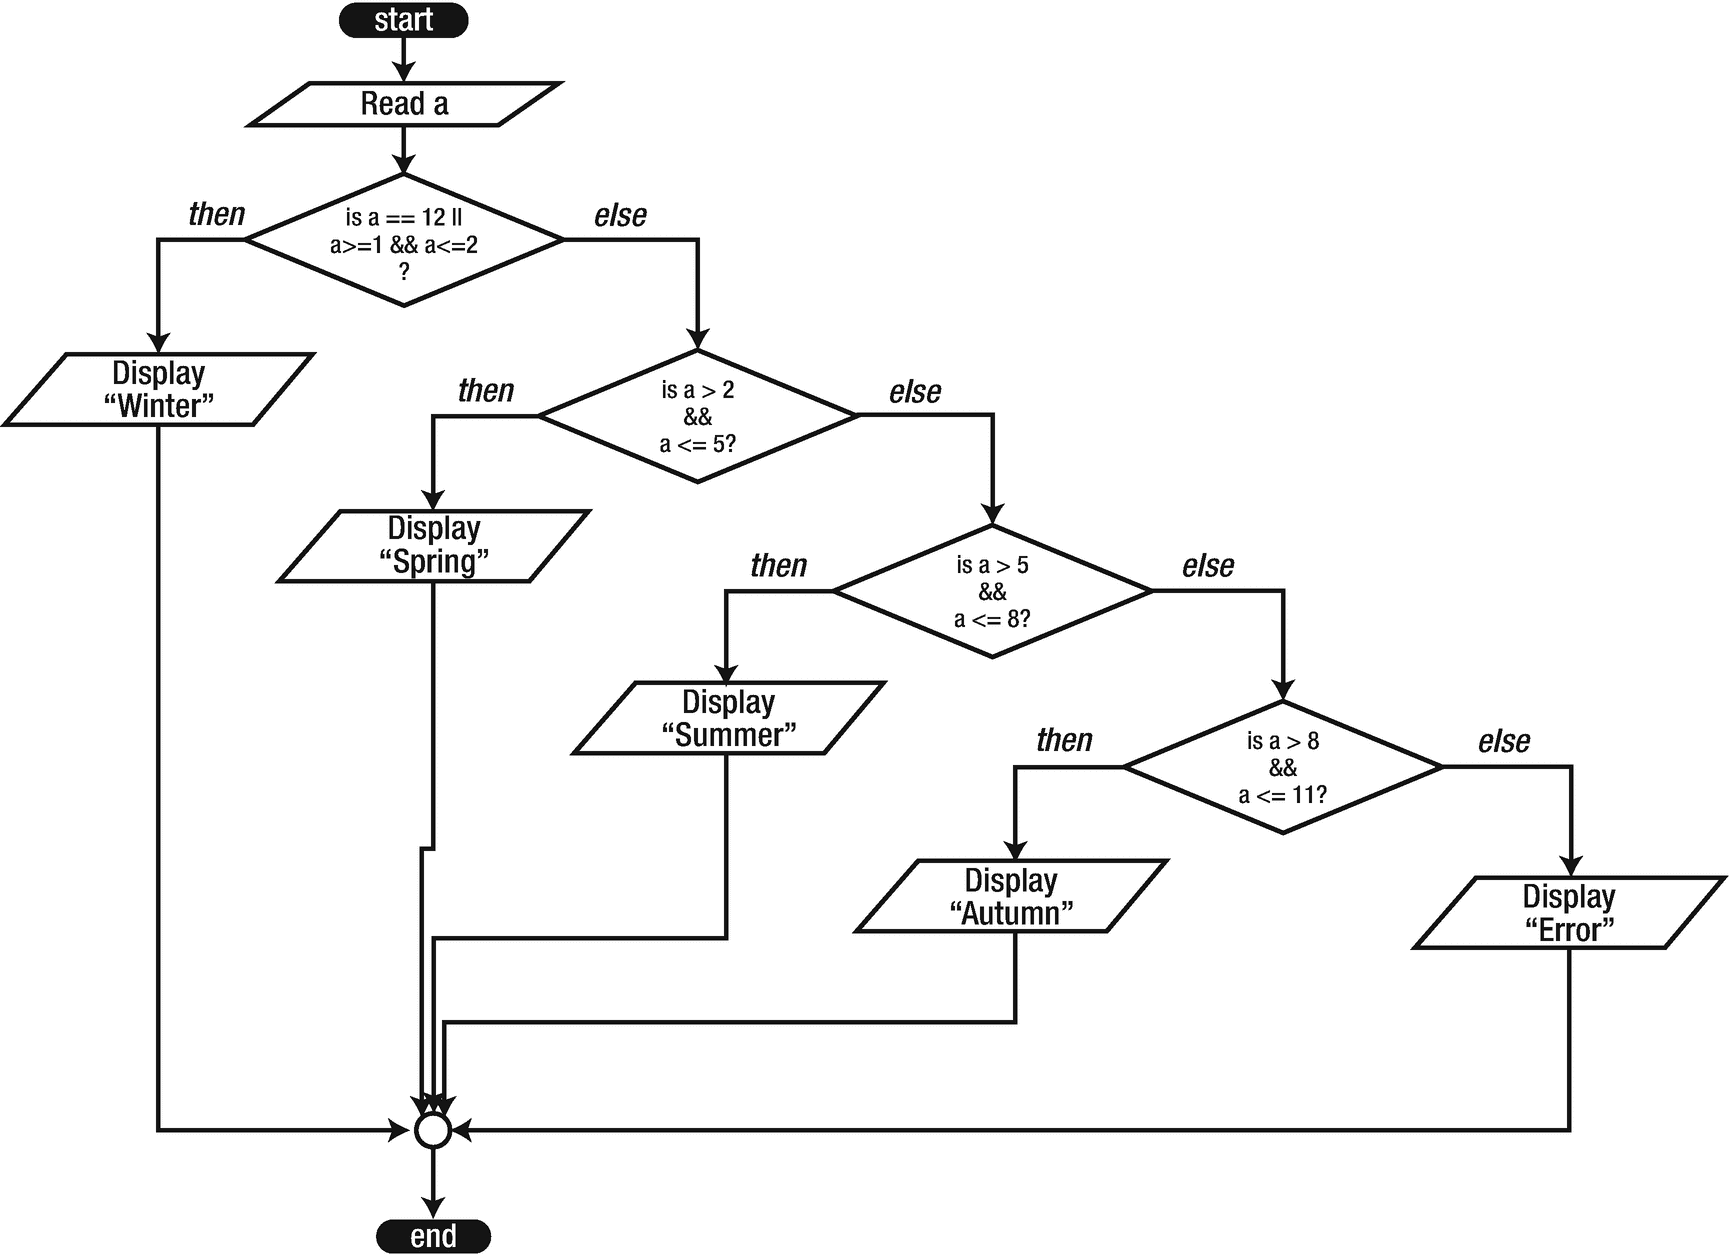 start
Read a
then
is a == 12 ||
a>=1 && a<=2
?
else
Display
“Winter”
then
is a > 2
&&
a <= 5?
else
Display
“Spring”
then
is a > 5
&&
a <= 8?
else
Display
“Summer”
then
is a > 8
&&
a <= 11?
else
Display
“Autumn”
Display
“Error”
end